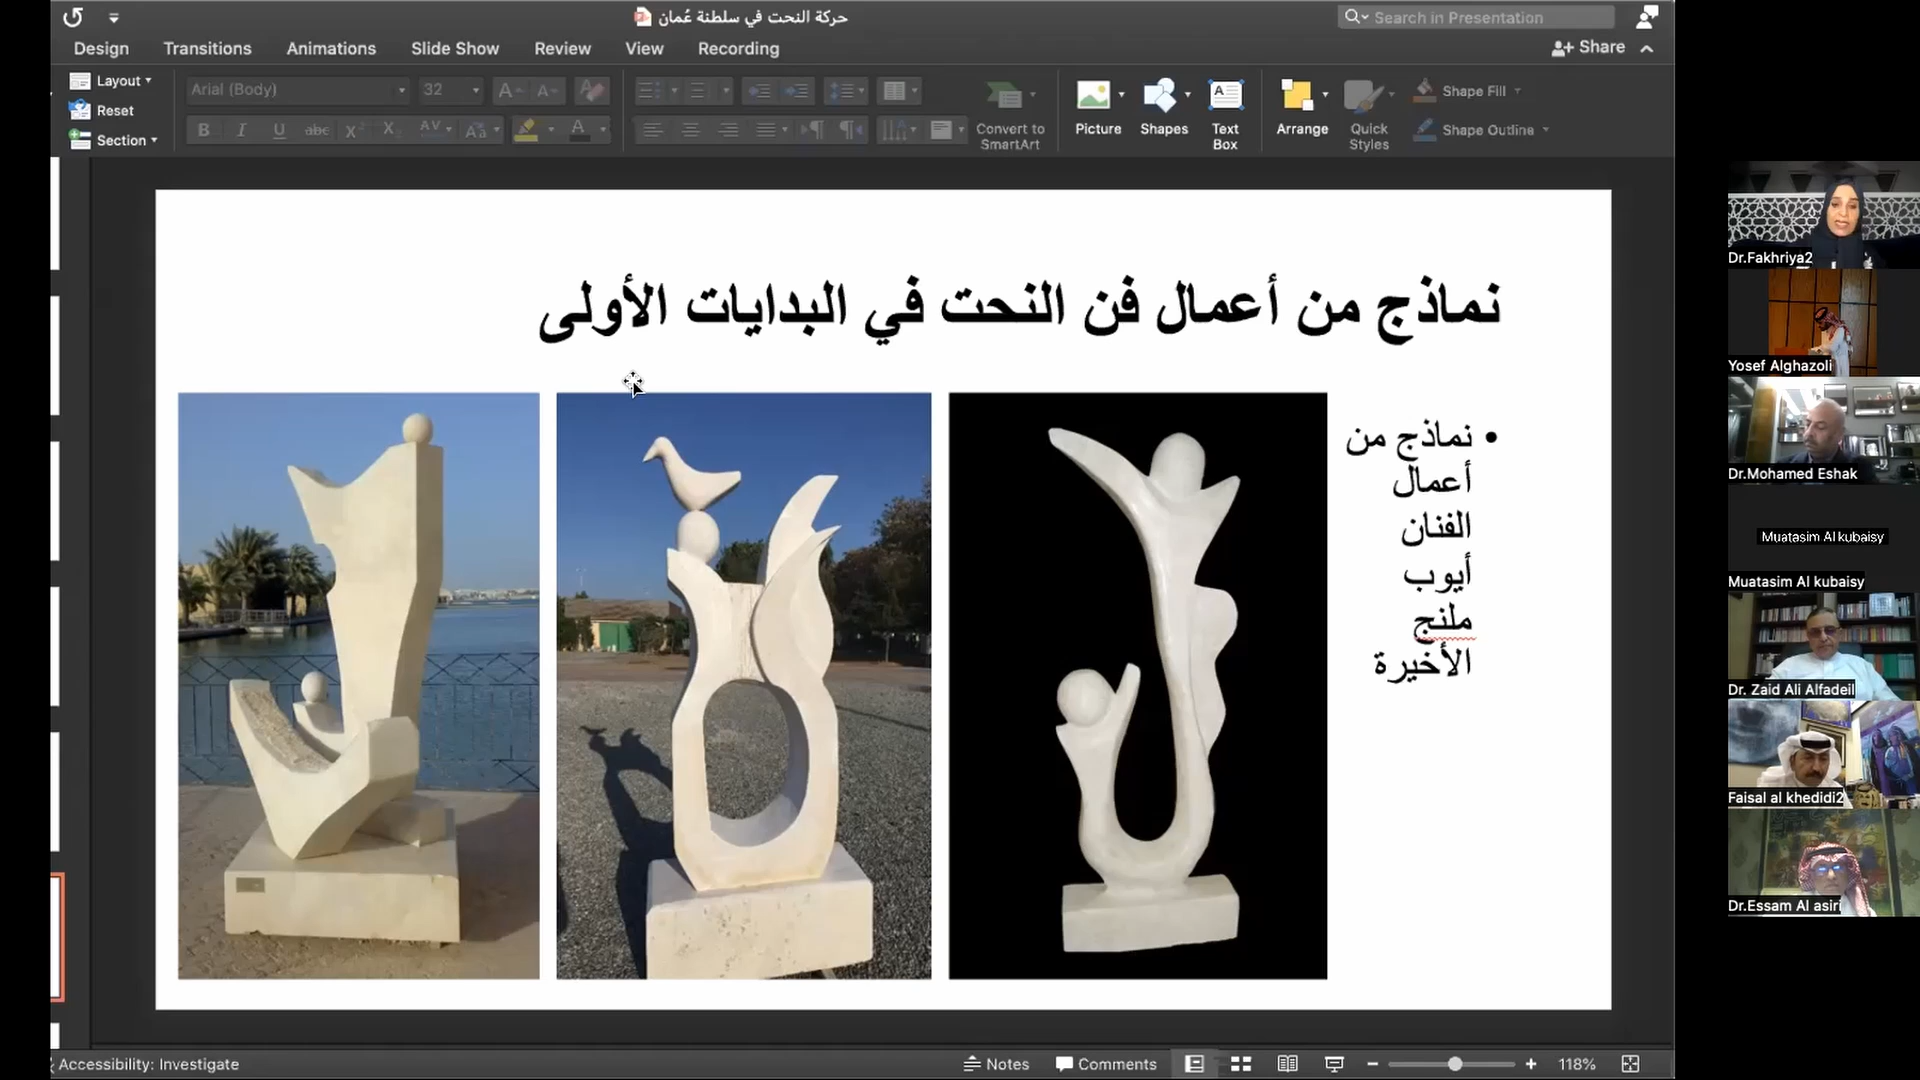 حركة النحت في سلطنة عُمان
Search in Presentation
Design
Transitions
Animations
Slide Show
Review
View
Recording
Share
Layout
Reset
Section
Arial (Body)
32
Convert to
SmartArt
Picture
Shapes
Text
Box
Arrange
Quick
Styles
Shape Fill
Shape Outline
نماذج من أعمال فن النحت في البدايات الأولى
• نماذج من
أعمال
الفنان
أيوب
ملنج
الأخيرة
Accessibility: Investigate
Notes
Comments
118%
Dr.Fakhriya2
Yosef Alghazoli
Dr.Mohamed Eshak
Muatasim Al kubaisy
Muatasim Al kubaisy
Dr. Zaid Ali Alfadeil
Faisal al khedidi2
Dr.Essam Al asiri